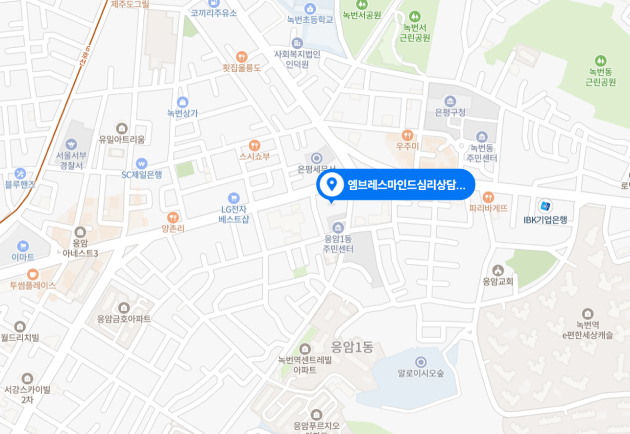 제주도그릴
코끼리주유소
녹번초등학교
녹번서공원
녹번서
근린공원
사회복지법인
인덕원
횟집울릉도
녹번동
근린공원
녹번상가
은평구청
유일아트리움
우주미
녹번동
주민센터
서울서부
경찰서
스시쇼부
SC제일은행
은평세무서
블루핸즈
엠브레스마인드심리상담...
LG전자
베스트샵
파리바게뜨
IBK기업은행
양촌리
응암
아네스트3
응암1동
주민센터
이마트
투썸플레이스
응암교회
응암금호아파트
녹번역
e편한세상캐슬
월드리치빌
응암1동
녹번역센트레빌
아파트
알로이시오숲
서강스카이빌
2차
응암푸르지오